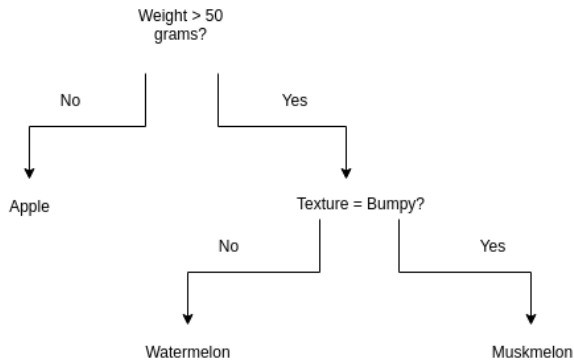 Weight > 50
grams?
No
Yes
Apple
Texture = Bumpy?
No
Yes
Watermelon
Muskmelon